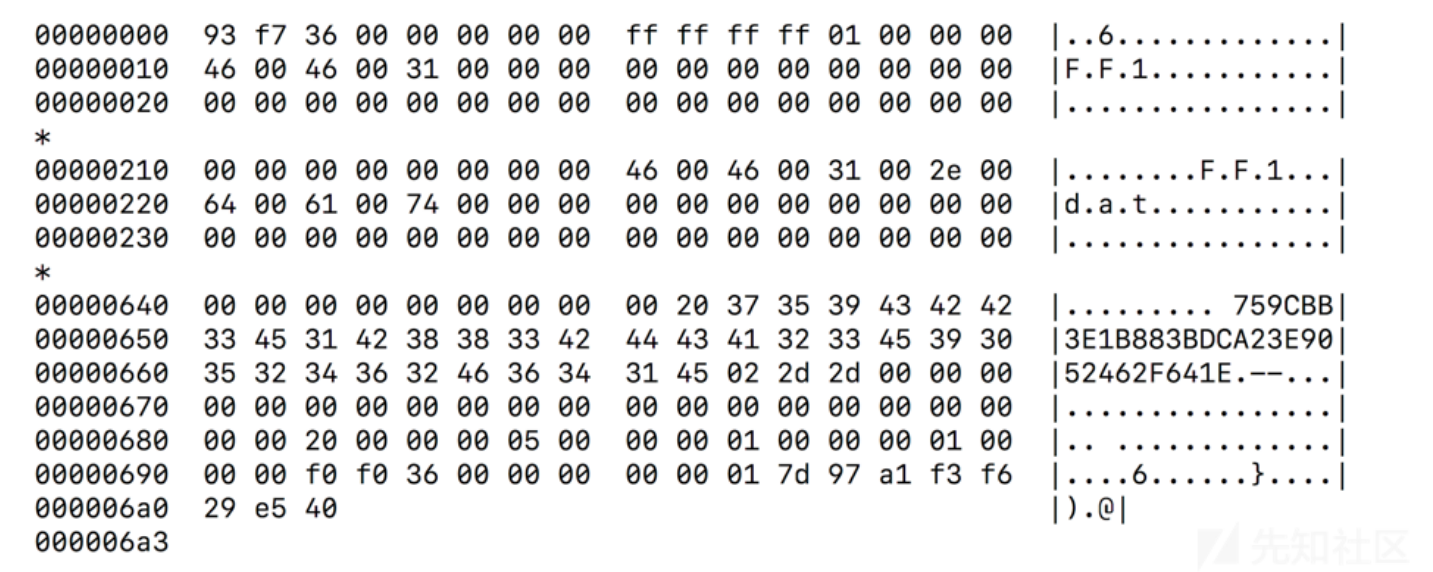 00000000  93 f7 36 00 00 00 00 00  ff ff ff ff 01 00 00 00  |..6.............|
00000010  46 00 46 00 31 00 00 00  00 00 00 00 00 00 00 00  |F.F.1...........|
00000020  00 00 00 00 00 00 00 00  00 00 00 00 00 00 00 00  |................|
*
00000210  00 00 00 00 00 00 00 00  46 00 46 00 31 00 2e 00  |........F.F.1...|
00000220  64 00 61 00 74 00 00 00  00 00 00 00 00 00 00 00  |d.a.t...........|
00000230  00 00 00 00 00 00 00 00  00 00 00 00 00 00 00 00  |................|
*
00000640  00 00 00 00 00 00 00 00  00 20 37 35 39 43 42 42  |......... 759CBB|
00000650  33 45 31 42 38 38 33 42  44 43 41 32 33 45 39 30  |3E1B883BDCA23E90|
00000660  35 32 34 36 32 46 36 34  31 45 02 2d 2d 00 00 00  |52462F641E.--...|
00000670  00 00 00 00 00 00 00 00  00 00 00 00 00 00 00 00  |................|
00000680  00 00 20 00 00 00 05 00  00 00 01 00 00 00 01 00  |.. .............|
00000690  00 00 f0 f0 36 00 00 00  00 00 01 7d 97 a1 f3 f6  |....6......}....|
000006a0  29 e5 40  |).@|
000006a3
先知社区